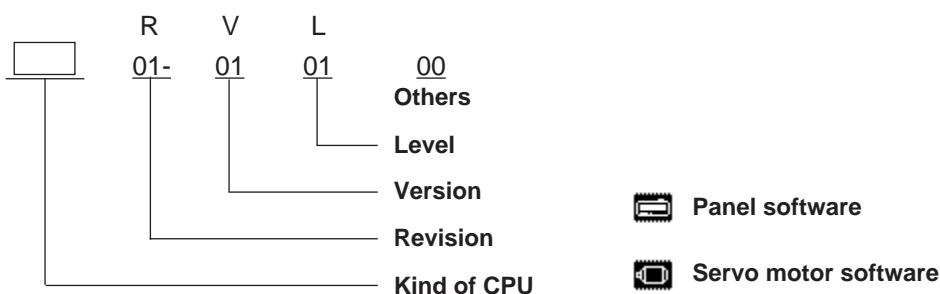 R V L
01- 01 01 00
Others
Level
Version
Revision
Kind of CPU
Panel software
Servo motor software